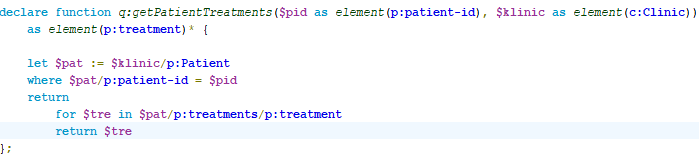 declare function q:getPatientTreatments($pid as element(p:patient-id), $klinic as element(c:Clinic))
as element(p:treatment)* {
let $pat := $klinic/p:Patient
where $pat/p:patient-id = $pid
return
for $tre in $pat/p:treatments/p:treatment
return $tre
};